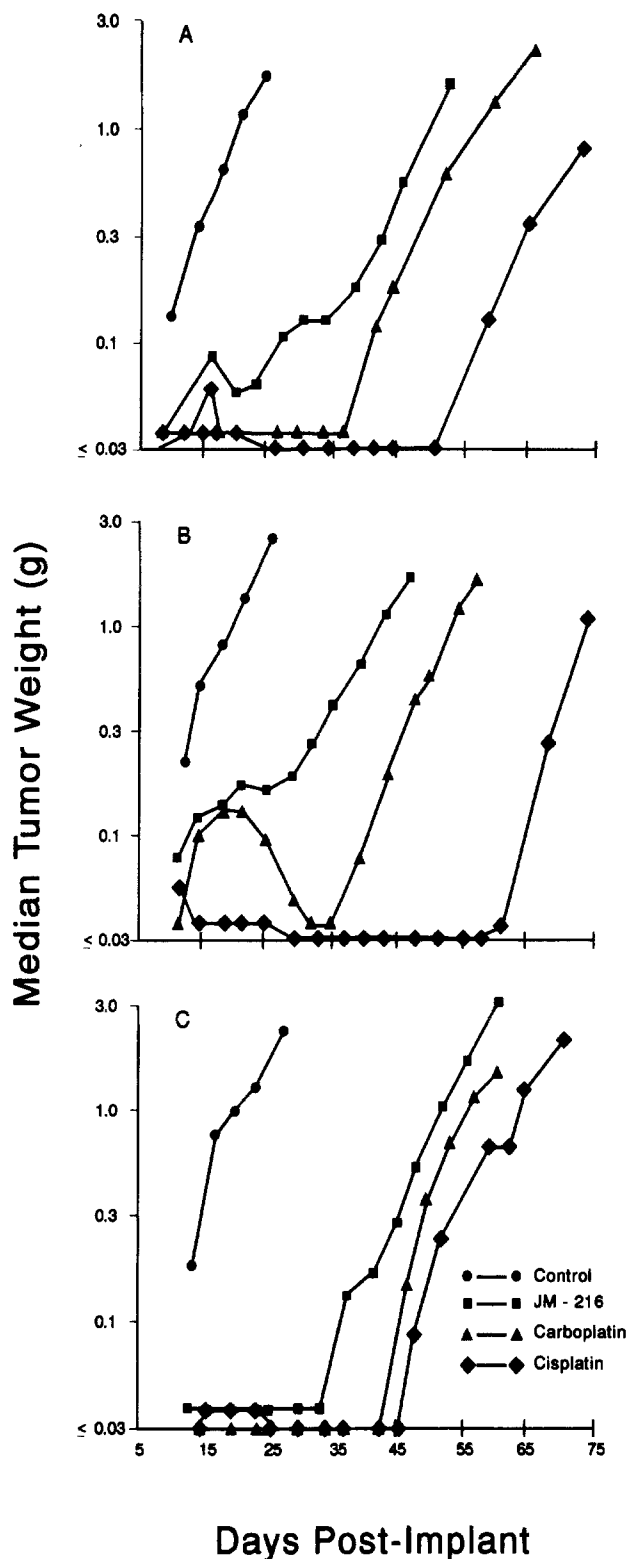 A
3.0
1.0
0.3
0.1
≤ 0.03
B
3.0
1.0
0.3
0.1
≤ 0.03
Median Tumor Weight (g)
C
3.0
1.0
0.3
0.1
≤ 0.03
Control
JM - 216
Carboplatin
Cisplatin
5 15 25 35 45 55 65 75
Days Post-Implant